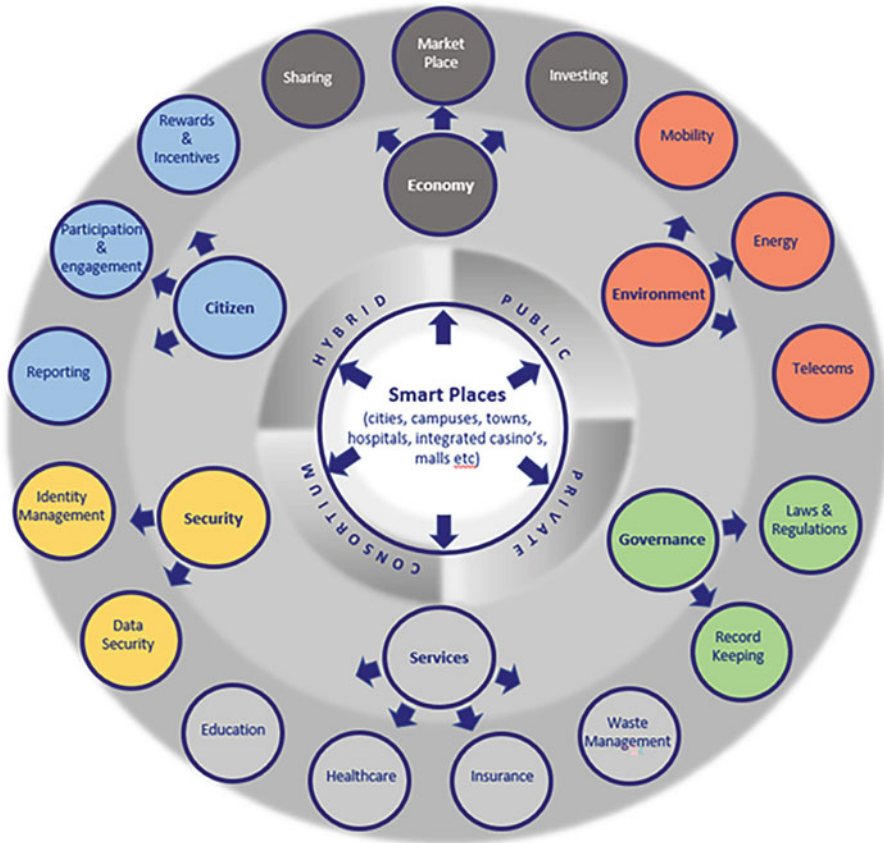 Market
Place
Sharing
Investing
Rewards
&
Incentives
Mobility
Economy
Participation
&
engagement
Energy
Citizen
Environment
HYBRID
PUBLIC
Reporting
Telecoms
Smart Places
(cities, campuses, towns,
hospitals, integrated casino's,
malls etc)
CONSORTIUM
PRIVATE
Identity
Management
Security
Governance
Laws &
Regulations
Data
Security
Services
Record
Keeping
Education
Waste
Management
Healthcare
Insurance